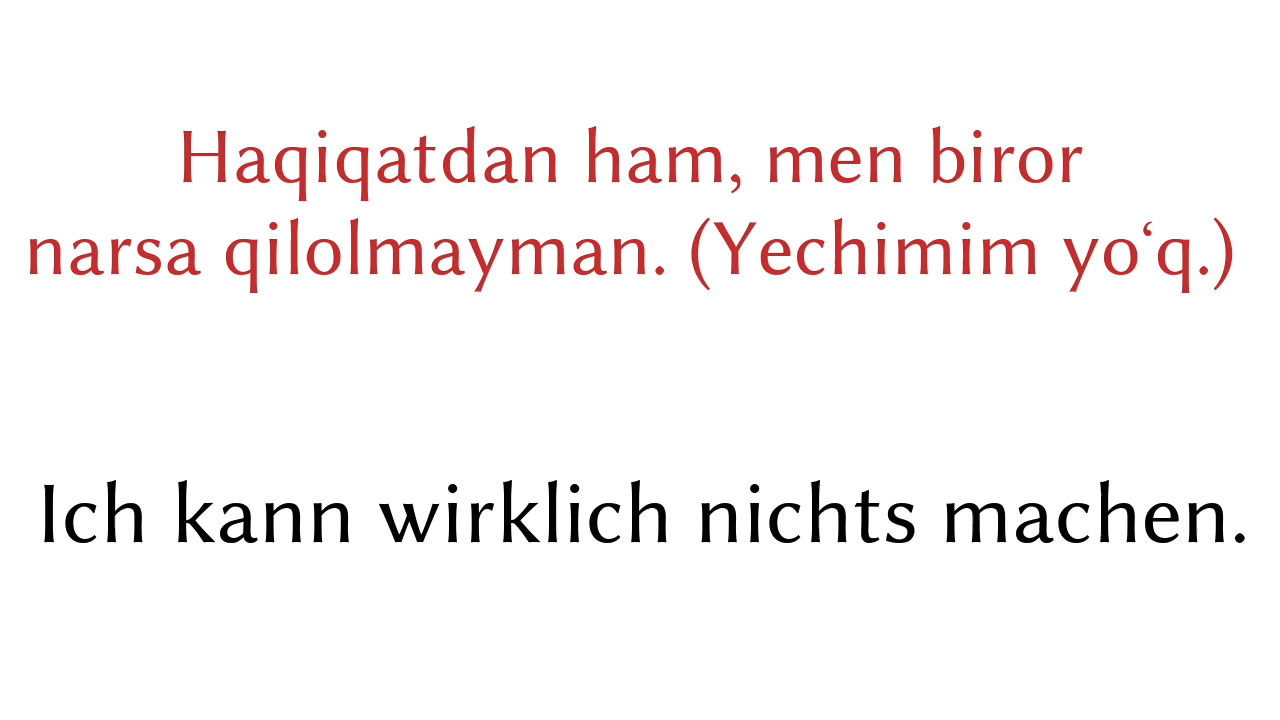 Haqiqatdan ham, men biror
narsa qilolmayman. (Yechimim yo‘q.)
Ich kann wirklich nichts machen.